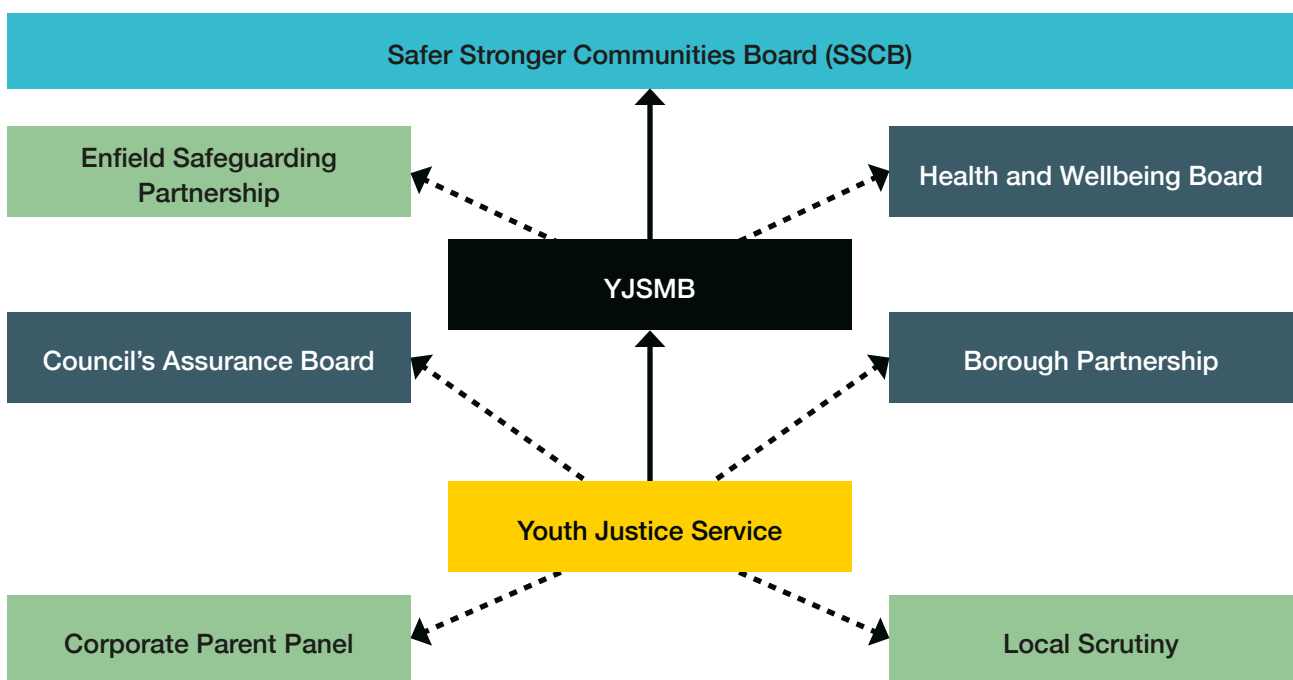 Safer Stronger Communities Board (SSCB)
Enfield Safeguarding
Partnership
Health and Wellbeing Board
YJSMB
Council’s Assurance Board
Borough Partnership
Youth Justice Service
Corporate Parent Panel
Local Scrutiny